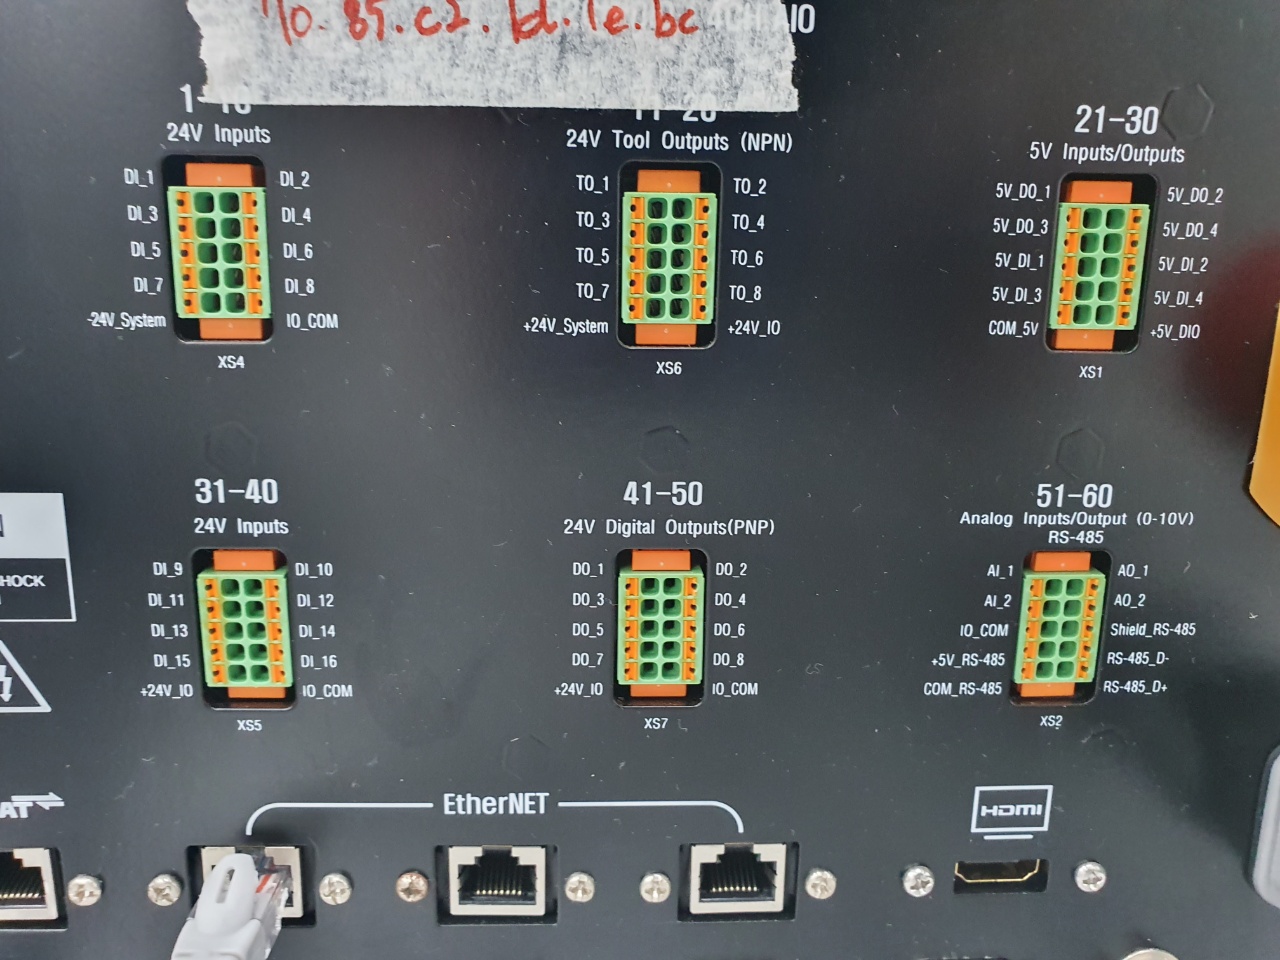 70.85.c2.bd.1e.bc
AIO
24V Inputs
DI_1 DI_2
DI_3 DI_4
DI_5 DI_6
DI_7 DI_8
-24V_System IO_COM
XS4
11-20
24V Tool Outputs (NPN)
TO_1 TO_2
TO_3 TO_4
TO_5 TO_6
TO_7 TO_8
+24V_System +24V_IO
XS6
21-30
5V Inputs/Outputs
5V_DO_1 5V_DO_2
5V_DO_3 5V_DO_4
5V_DI_1 5V_DI_2
5V_DI_3 5V_DI_4
COM_5V +5V_DIO
XS1
31-40
24V Inputs
DI_9 DI_10
DI_11 DI_12
DI_13 DI_14
DI_15 DI_16
+24V_IO IO_COM
XS5
41-50
24V Digital Outputs(PNP)
DO_1 DO_2
DO_3 DO_4
DO_5 DO_6
DO_7 DO_8
+24V_IO IO_COM
XS7
51-60
Analog Inputs/Output (0-10V)
RS-485
AI_1 AO_1
AI_2 AO_2
IO_COM Shield_RS-485
+5V_RS-485 RS-485_D-
COM_RS-485 RS-485_D+
XS2
HOCK
AT
EtherNET
HDMI